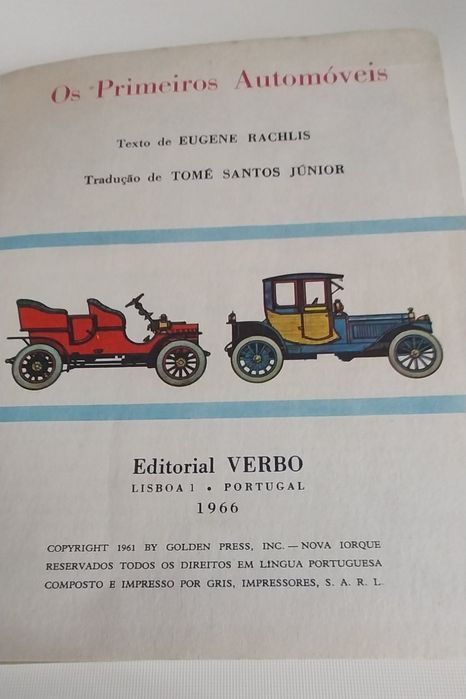 Os Primeiros Automóveis
Texto de EUGENE RACHLIS
Tradução de TOMÉ SANTOS JÚNIOR
Editorial VERBO
LISBOA 1 • PORTUGAL
1966
COPYRIGHT 1961 BY GOLDEN PRESS, INC. — NOVA IORQUE
RESERVADOS TODOS OS DIREITOS EM LÍNGUA PORTUGUESA
COMPOSTO E IMPRESSO POR GRIS, IMPRESSORES, S. A. R. L.